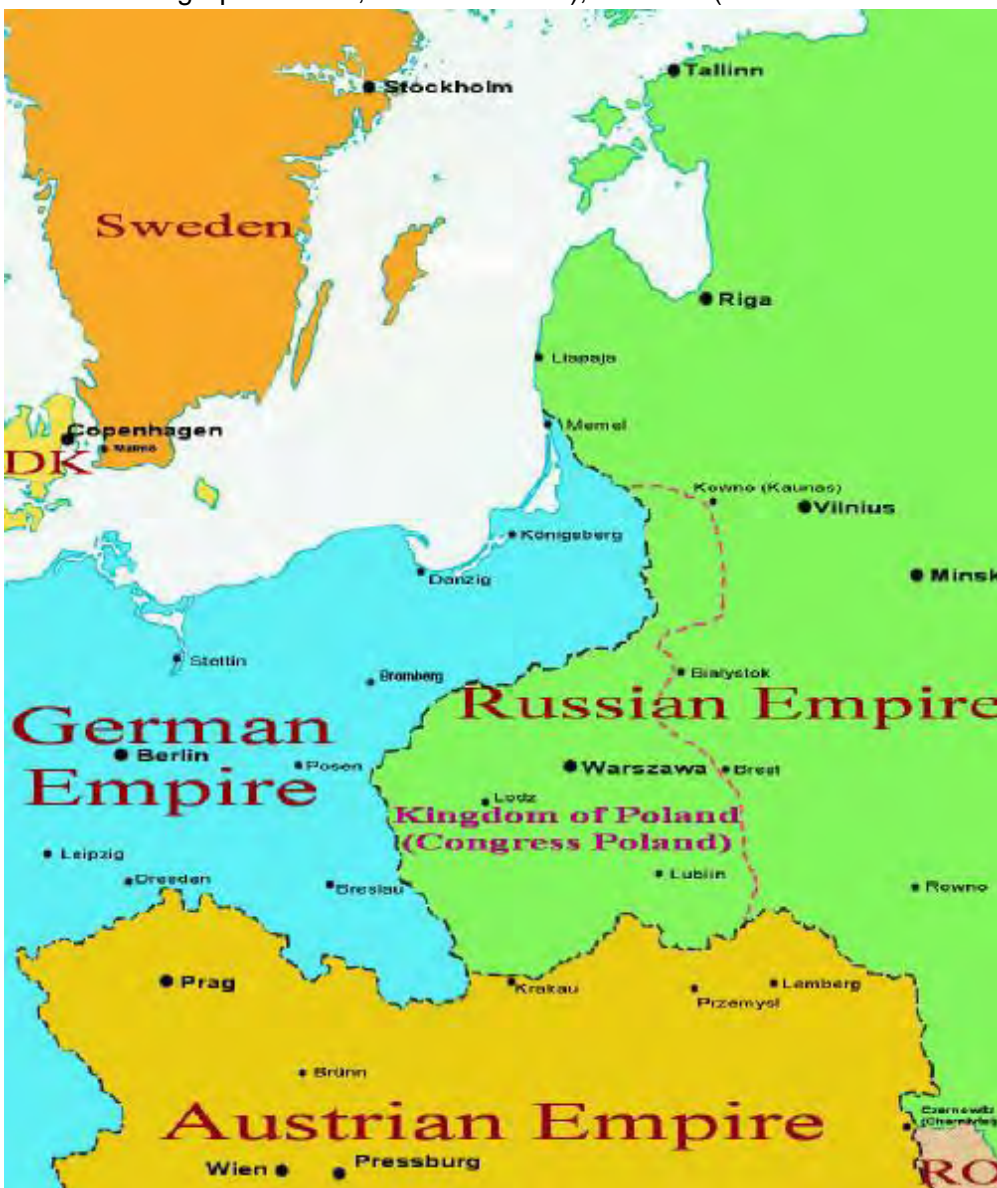 Stockholm
Tallinn
Sweden
Riga
Liapaja
Memel
Copenhagen
Malmö
DK
Kowno (Kaunas)
Vilnius
Königsberg
Danzig
Minsk
Stettin
Bromberg
Bialystok
German
Empire
Russian Empire
Berlin
Posen
Warszawa
Brest
Lodz
Kingdom of Poland
(Congress Poland)
Leipzig
Dresden
Breslau
Lublin
Rowno
Prag
Krakau
Przemysl
Lemberg
Brünn
Austrian Empire
Czernowitz
RO
Wien
Pressburg